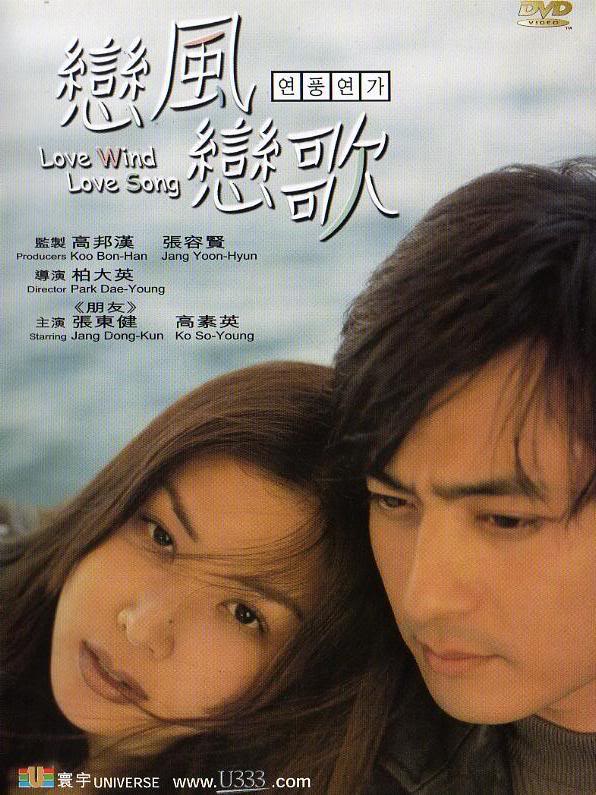 DVD
VIDEO
戀風
연풍연가
Love Wind
Love Song
戀歌
監製 高邦漢 張容賢
Producers Koo Bon-Han Jang Yoon-Hyun
導演 柏大英
Director Park Dae-Young
《朋友》
主演 張東健 高素英
Starring Jang Dong-Kun Ko So-Young
U 寰宇 UNIVERSE www.U333.com